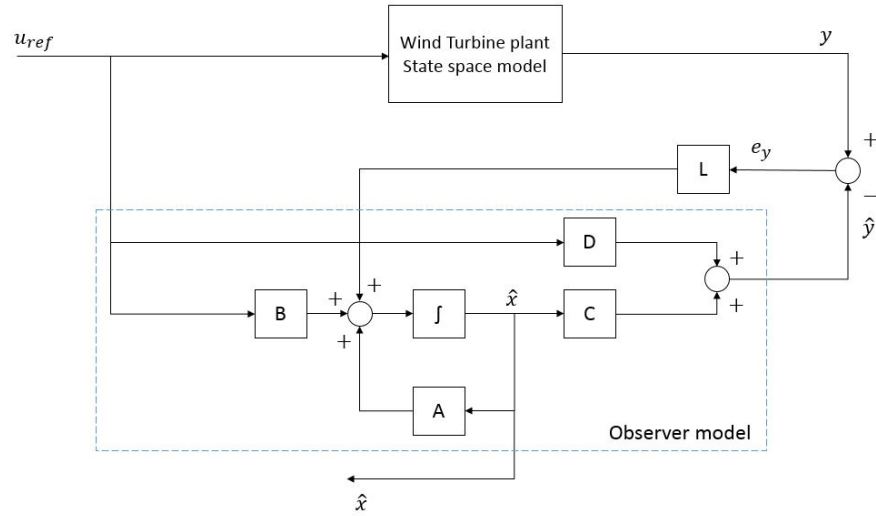 u_ref
Wind Turbine plant
State space model
y
+
e_y
L
−
ŷ
D
+
+
x̂
+
B
+
∫
C
+
+
A
Observer model
x̂